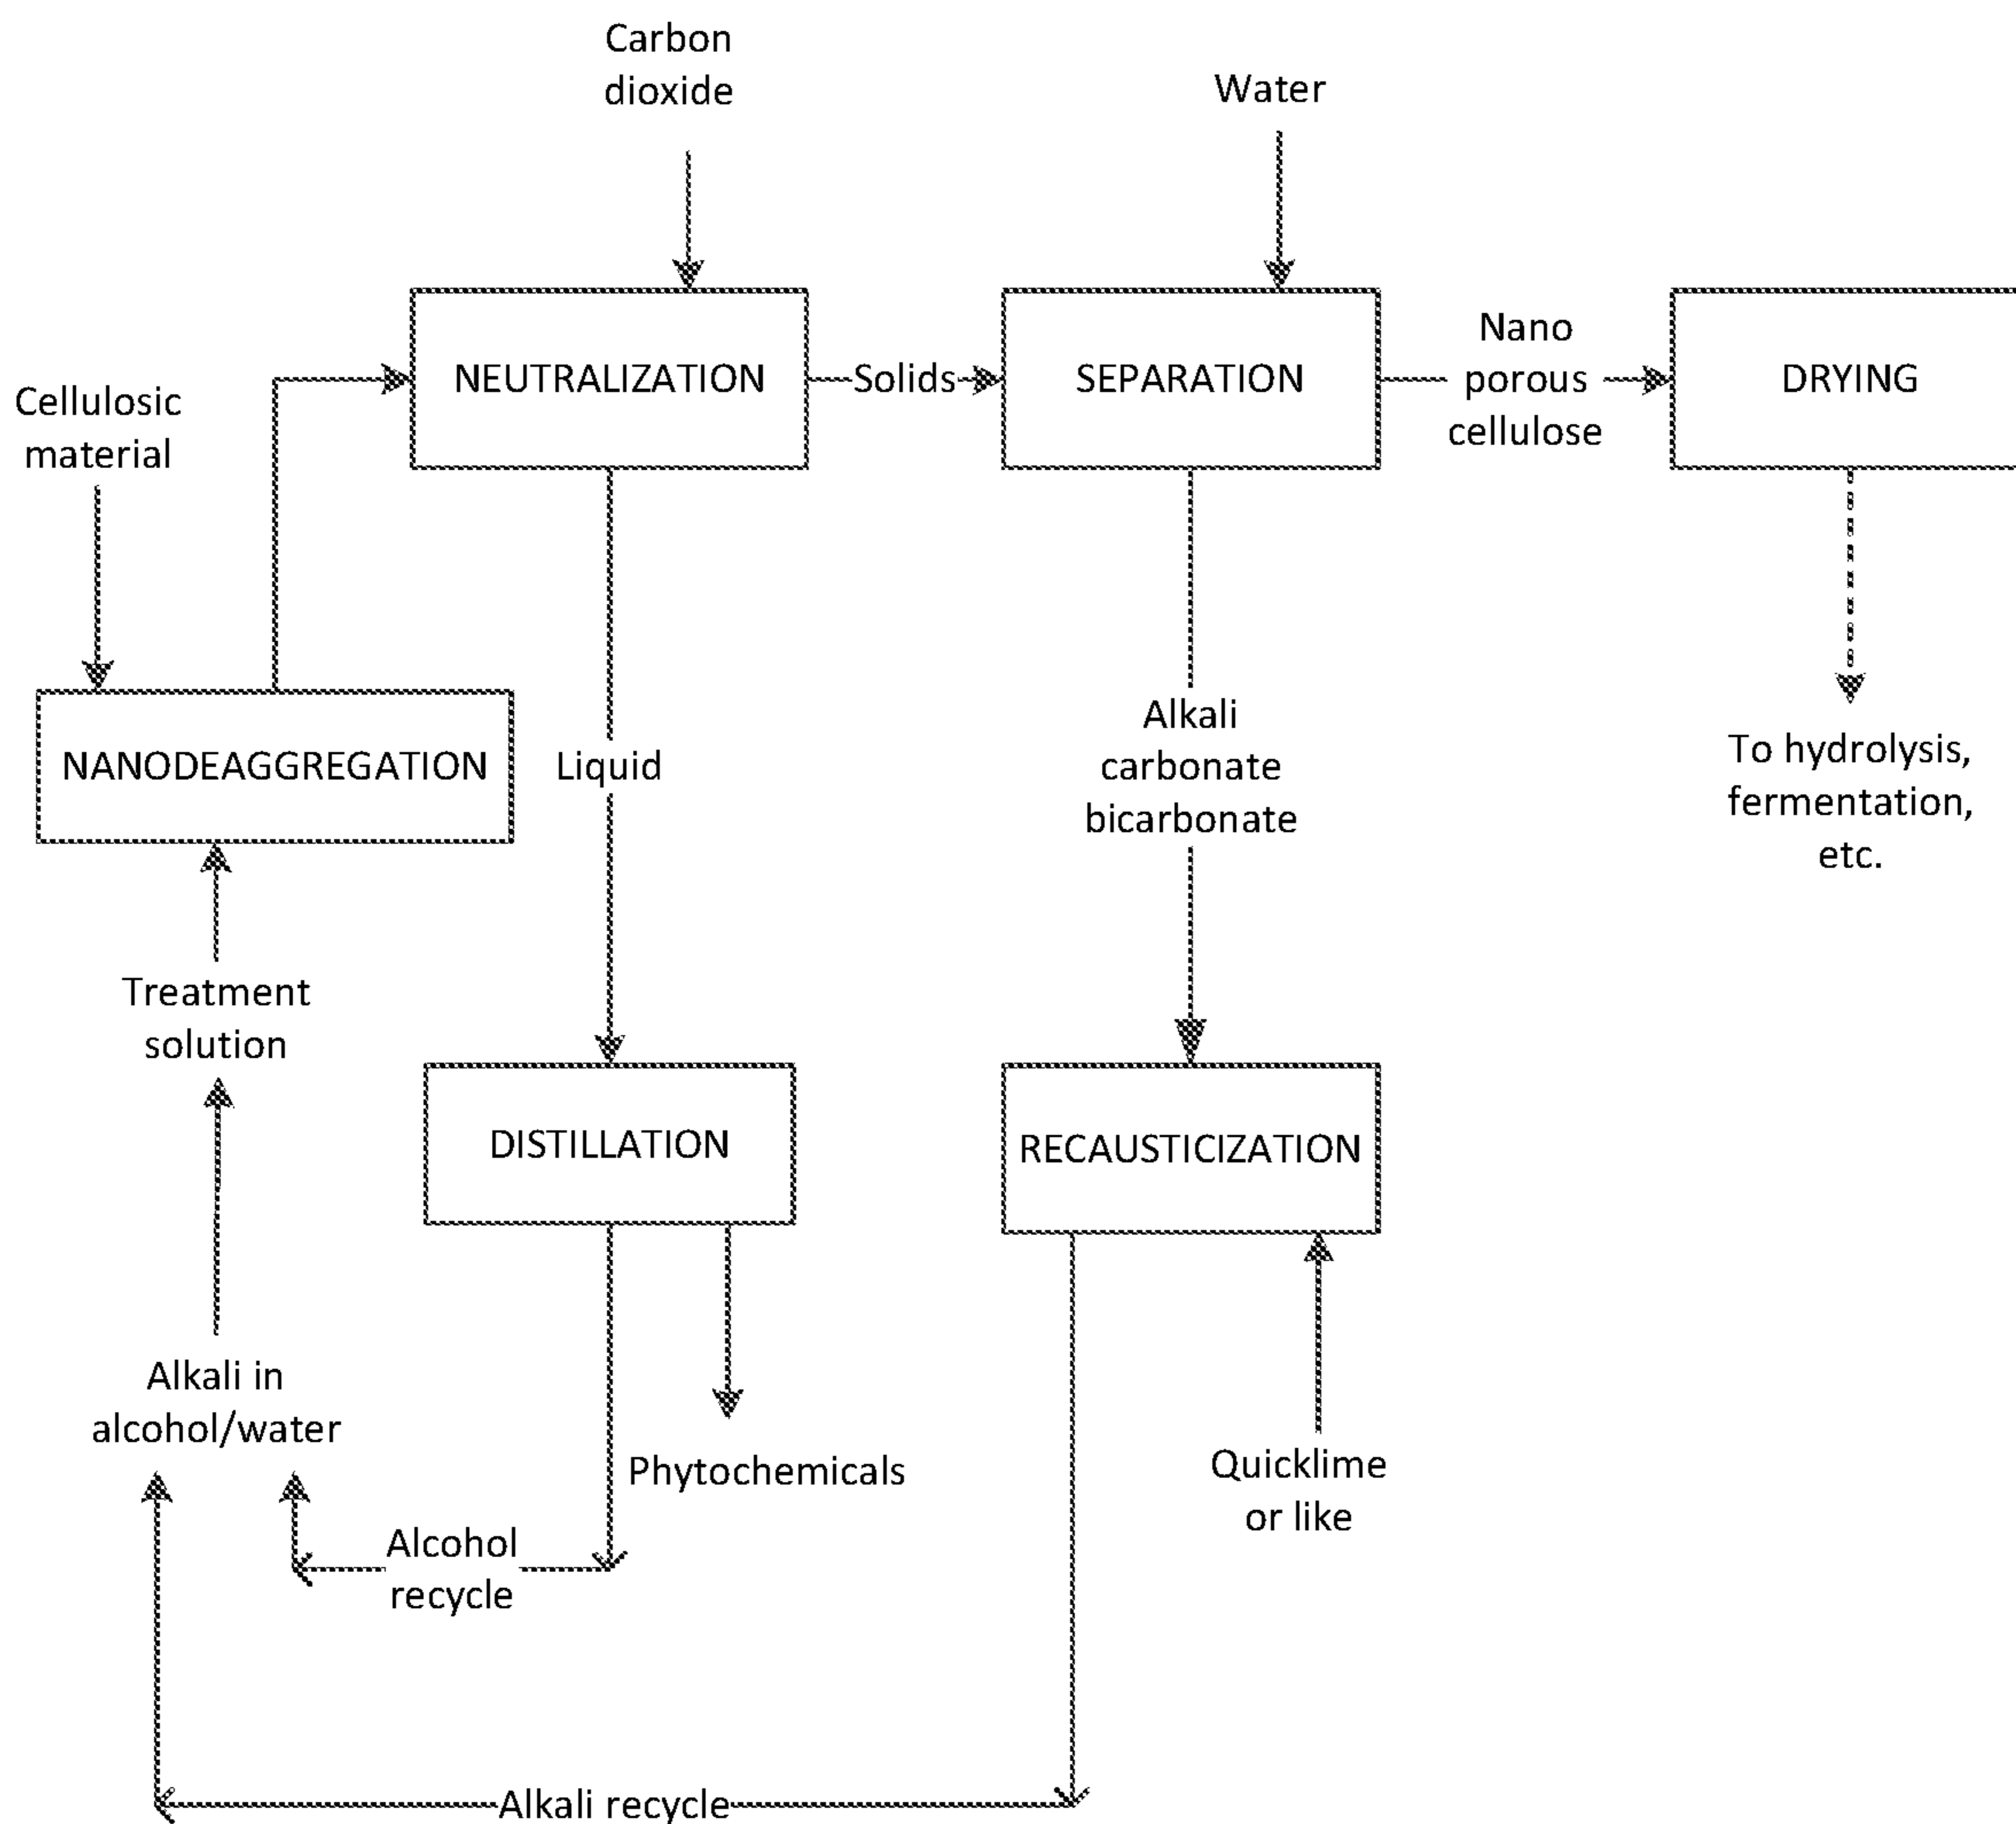 Carbon
dioxide
Water
Cellulosic
material
NEUTRALIZATION
Solids
SEPARATION
Nano
porous
cellulose
DRYING
NANODEAGGREGATION
Liquid
Alkali
carbonate
bicarbonate
To hydrolysis,
fermentation,
etc.
Treatment
solution
DISTILLATION
RECAUSTICIZATION
Alkali in
alcohol/water
Phytochemicals
Quicklime
or like
Alcohol
recycle
Alkali recycle